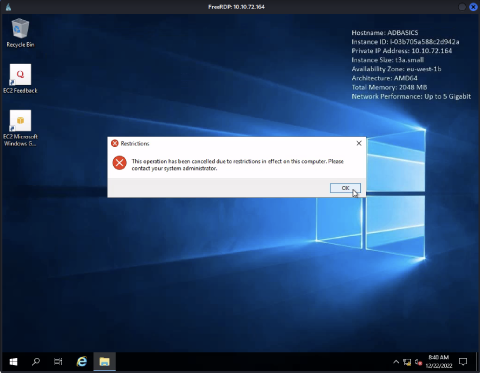 FreeRDP: 10.10.72.164
Recycle Bin
EC2 Feedback
EC2 Microsoft
Windows G...
Hostname: ADBASICS
Instance ID: i-03b705a588c2d942a
Private IP Address: 10.10.72.164
Instance Size: t3a.small
Availability Zone: eu-west-1b
Architecture: AMD64
Total Memory: 2048 MB
Network Performance: Up to 5 Gigabit
Restrictions
This operation has been cancelled due to restrictions in effect on this computer. Please
contact your system administrator.
OK
8:40 AM
12/22/2022